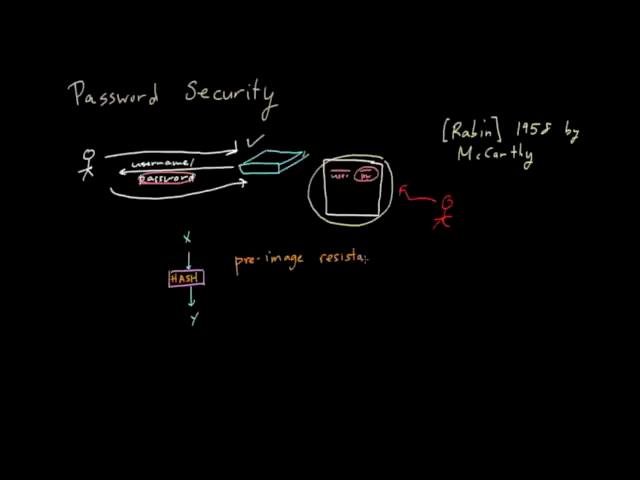 Password Security
[Rabin] 1958 by
McCarthy
username/
password
user pw
X
HASH
Y
pre-image resista